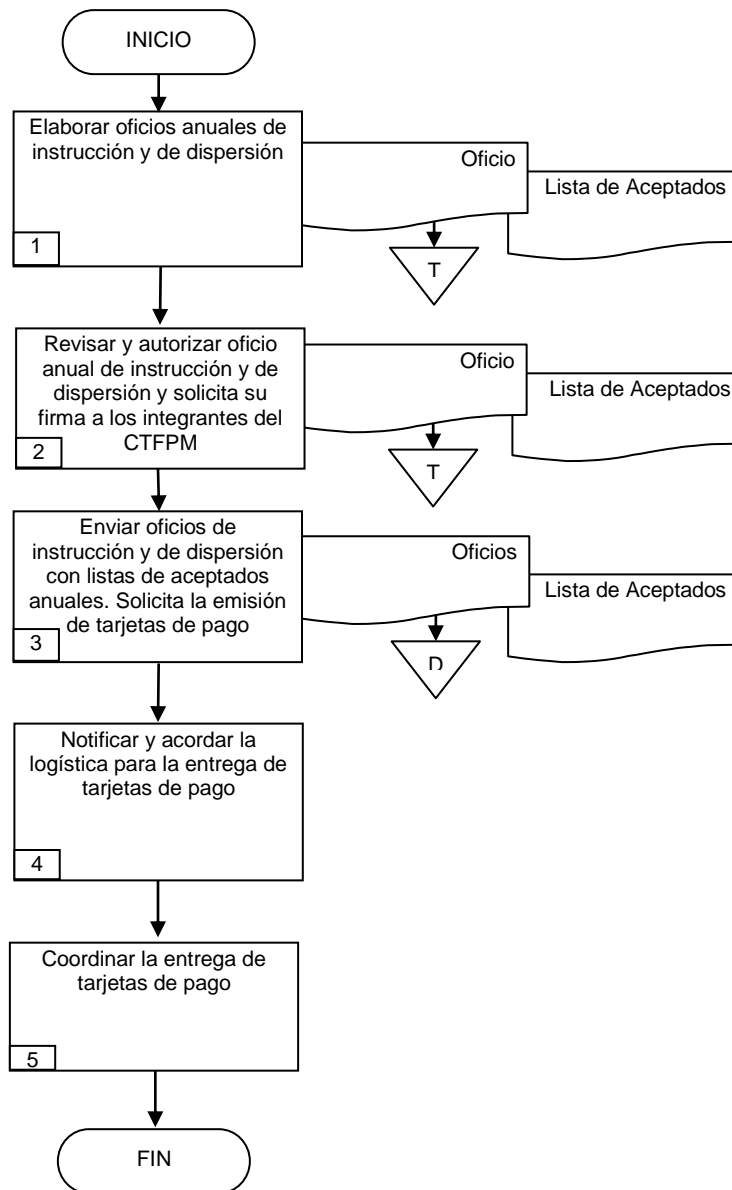 INICIO
Elaborar oficios anuales de
instrucción y de dispersión
1
Oficio
Lista de Aceptados
T
Revisar y autorizar oficio
anual de instrucción y de
dispersión y solicita su
firma a los integrantes del
CTFPM
2
Oficio
Lista de Aceptados
T
Enviar oficios de
instrucción y de dispersión
con listas de aceptados
anuales. Solicita la emisión
de tarjetas de pago
3
Oficios
Lista de Aceptados
D
Notificar y acordar la
logística para la entrega de
tarjetas de pago
4
Coordinar la entrega de
tarjetas de pago
5
FIN